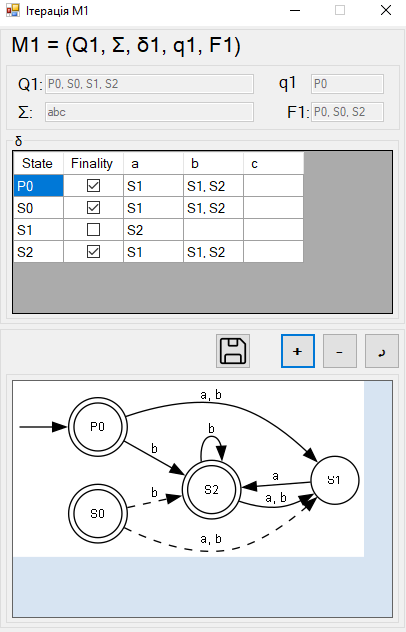 Ітерація М1
M1 = (Q1, Σ, δ1, q1, F1)
Q1: P0, S0, S1, S2 q1 P0
Σ: abc F1: P0, S0, S2
δ
State Finality a b c
P0 S1 S1, S2
S0 S1 S1, S2
S1 S2
S2 S1 S1, S2
+ -
a, b
P0
b
b
a
S1
S2
a, b
b
S0
a, b